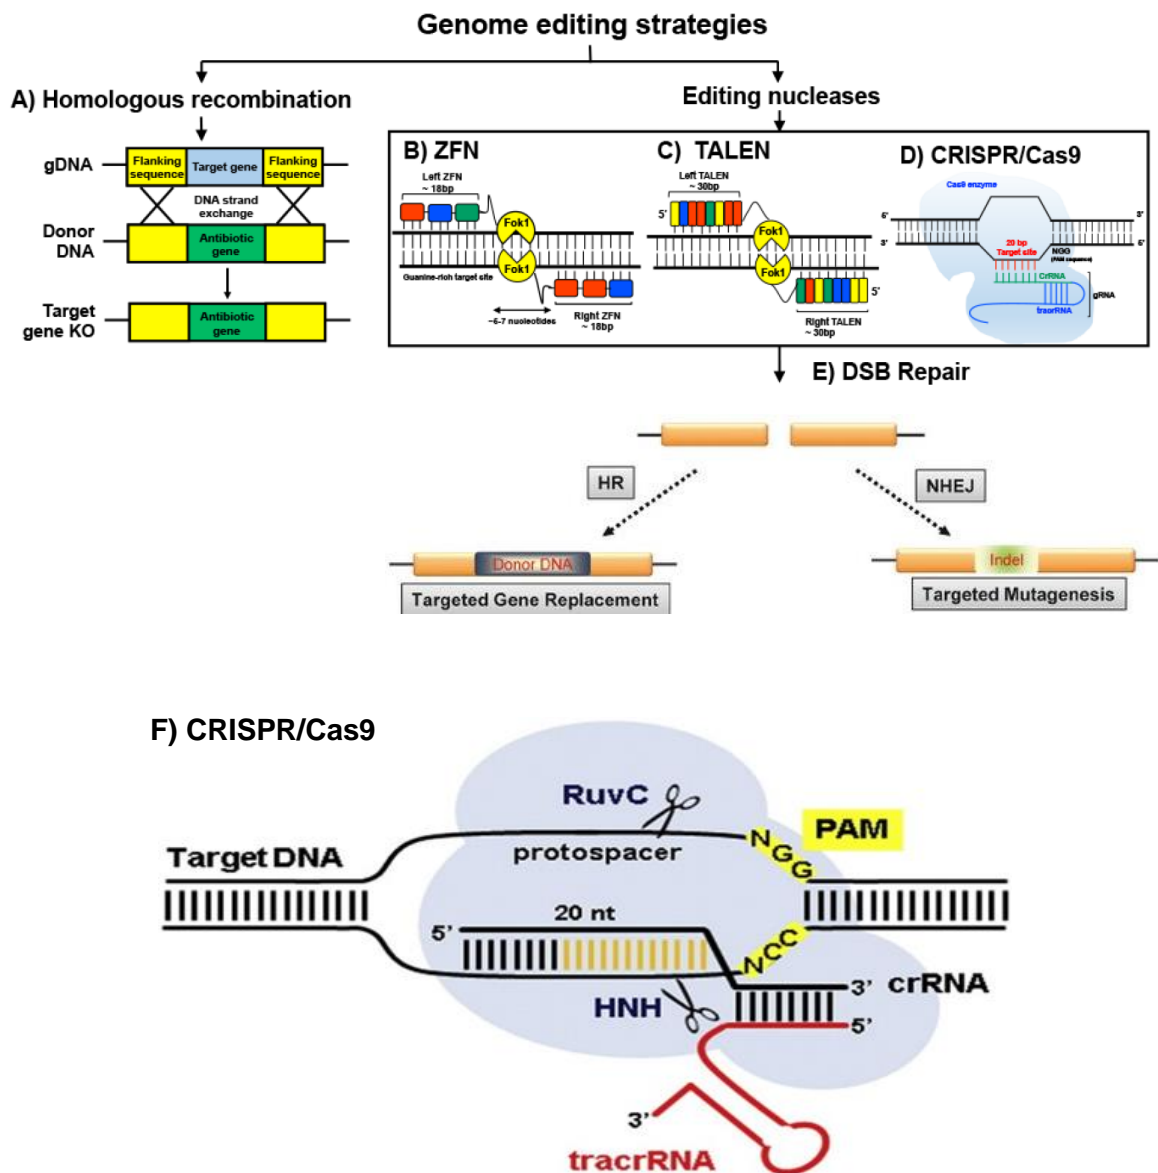 Genome editing strategies
A) Homologous recombination
gDNA
Flanking
sequence
Target gene
Flanking
sequence
DNA strand
exchange
Donor
DNA
Antibiotic
gene
Target
gene KO
Antibiotic
gene
Editing nucleases
B) ZFN
Left ZFN
~ 18bp
Fok1
Fok1
Guanine-rich target site
~6-7 nucleotides
Right ZFN
~ 18bp
C) TALEN
Left TALEN
~ 30bp
5'
Fok1
Fok1
5'
Right TALEN
~ 30bp
D) CRISPR/Cas9
Cas9 enzyme
5'
3'
3'
5'
20 bp
Target site
NGG
(PAM sequence)
CrRNA
gRNA
tracrRNA
E) DSB Repair
HR
NHEJ
Donor DNA
Targeted Gene Replacement
Indel
Targeted Mutagenesis
F) CRISPR/Cas9
RuvC
PAM
NGG
Target DNA
protospacer
20 nt
5'
NCC
3'
crRNA
HNH
5'
3'
tracrRNA